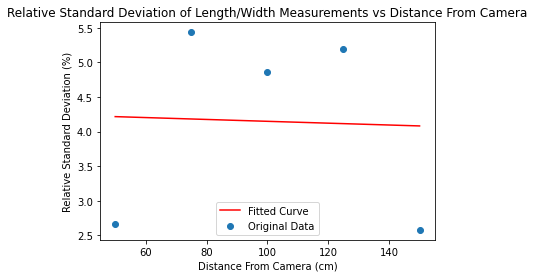 Relative Standard Deviation of Length/Width Measurements vs Distance From Camera
Relative Standard Deviation (%)
5.5
5.0
4.5
4.0
3.5
3.0
2.5
Fitted Curve
Original Data
60 80 100 120 140
Distance From Camera (cm)